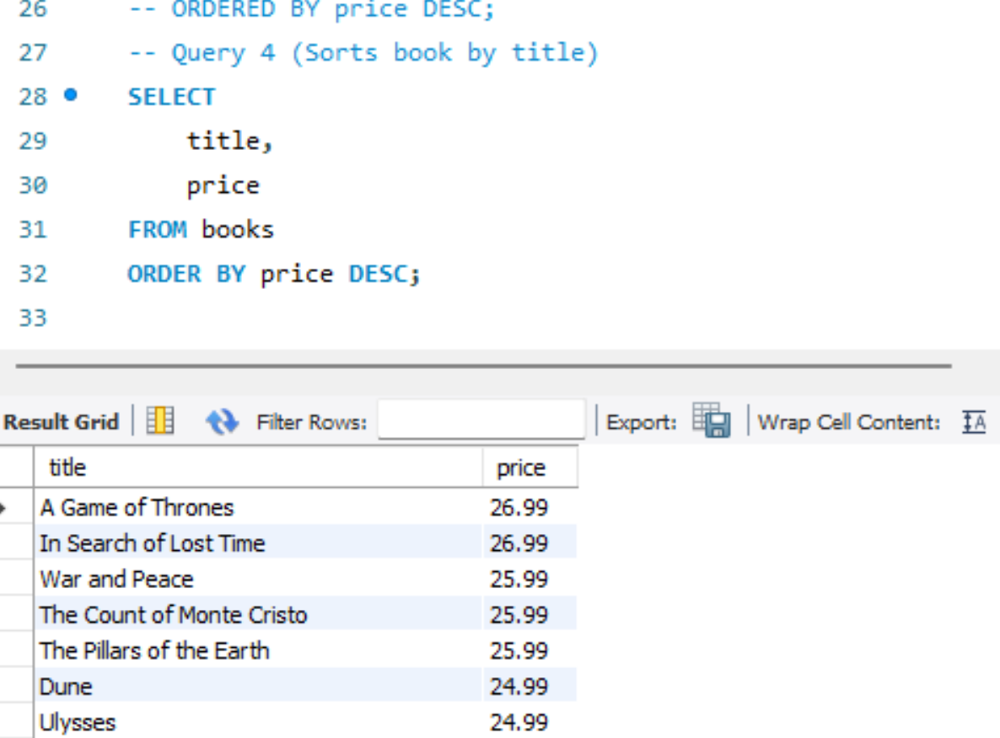 26 -- ORDERED BY price DESC;
27 -- Query 4 (Sorts book by title)
28 SELECT
29 title,
30 price
31 FROM books
32 ORDER BY price DESC;
33
Result Grid Filter Rows: Export: Wrap Cell Content: IA
title price
A Game of Thrones 26.99
In Search of Lost Time 26.99
War and Peace 25.99
The Count of Monte Cristo 25.99
The Pillars of the Earth 25.99
Dune 24.99
Ulysses 24.99